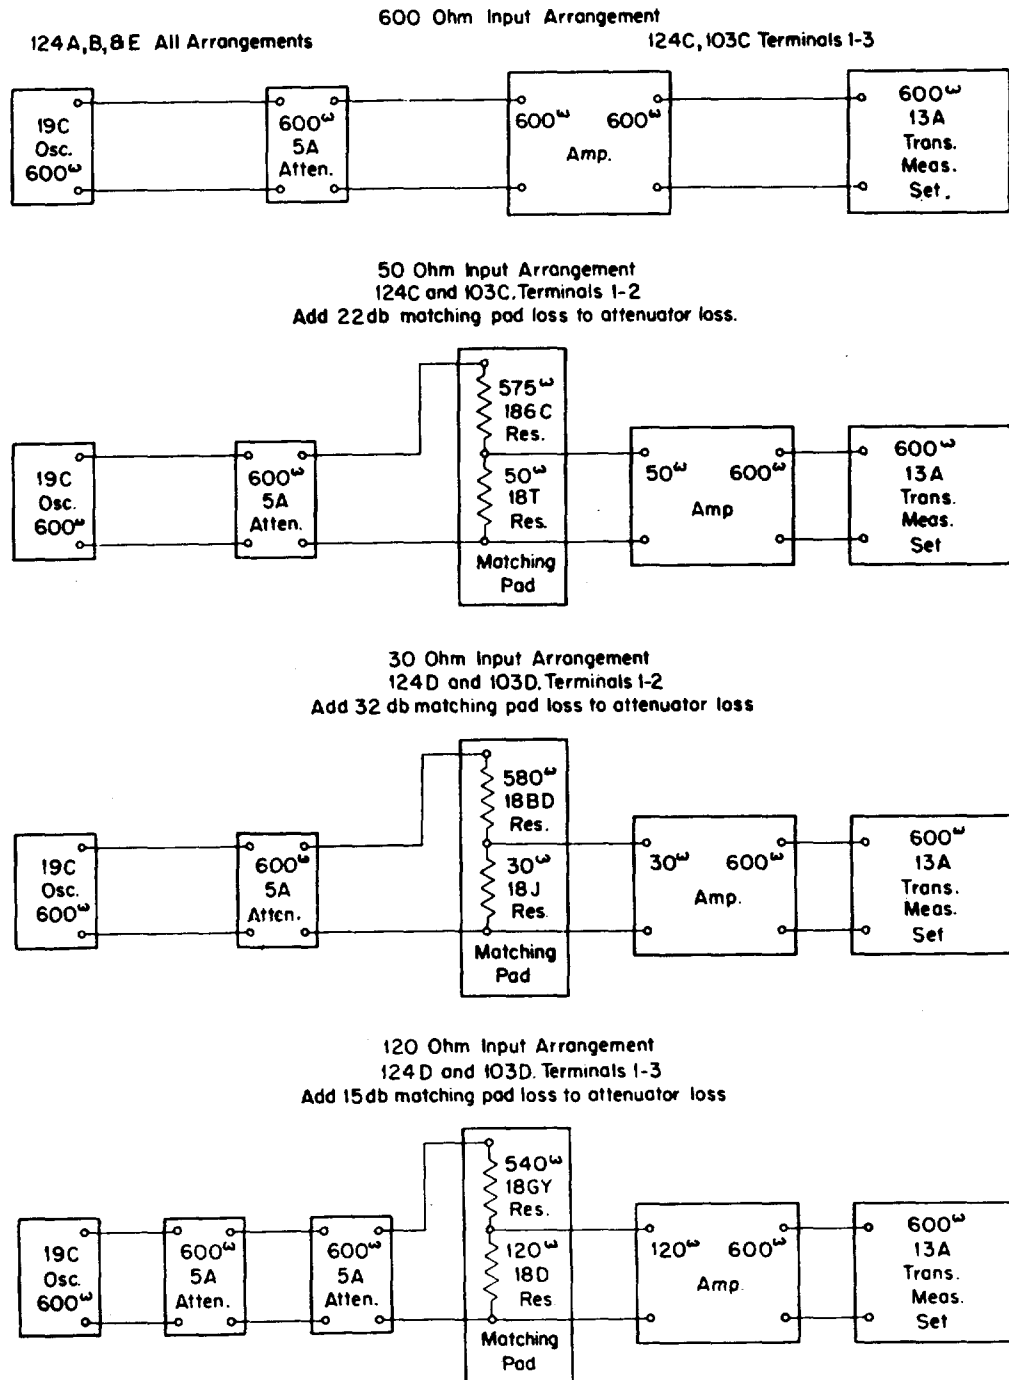 600 Ohm Input Arrangement
124A,B,&E All Arrangements
124C,103C Terminals 1-3
19C
Osc.
600ω
600ω
5A
Atten.
600ω 600ω
Amp.
600ω
13A
Trans.
Meas.
Set.
50 Ohm Input Arrangement
124C and 103C. Terminals 1-2
Add 22db matching pad loss to attenuator loss.
19C
Osc.
600ω
600ω
5A
Atten.
575ω
186C
Res.
50ω
18T
Res.
Matching
Pad
50ω 600ω
Amp
600ω
13A
Trans.
Meas.
Set
30 Ohm Input Arrangement
124D and 103D. Terminals 1-2
Add 32 db matching pad loss to attenuator loss
19C
Osc.
600ω
600ω
5A
Atten.
580ω
18BD
Res.
30ω
18J
Res
Matching
Pad
30ω 600ω
Amp.
600ω
13A
Trans.
Meas.
Set
120 Ohm Input Arrangement
124D and 103D. Terminals 1-3
Add 15db matching pad loss to attenuator loss
19C
Osc.
600ω
600ω
5A
Atten.
600ω
5A
Atten.
540ω
18GY
Res.
120ω
18D
Res
Matching
Pad
120ω 600ω
Amp.
600ω
13A
Trans.
Meas.
Set